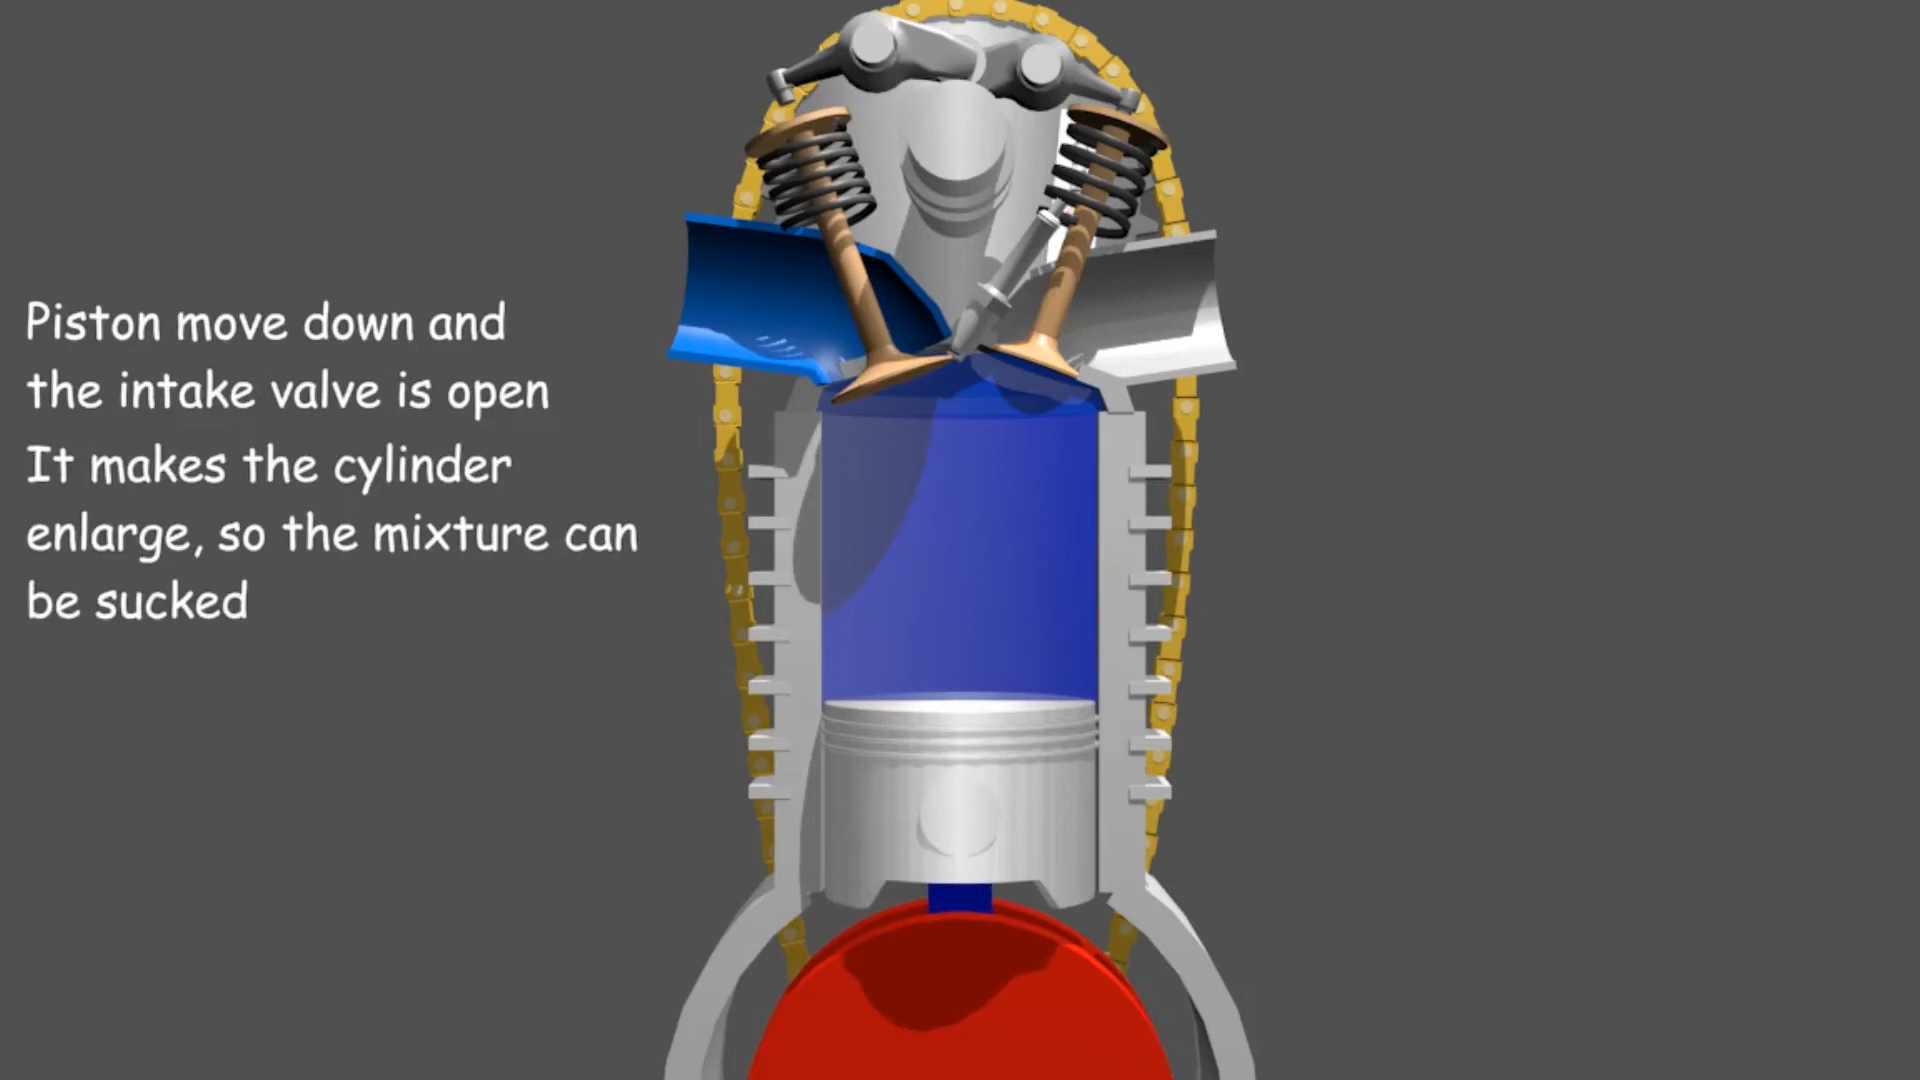 Piston move down and
the intake valve is open
It makes the cylinder
enlarge, so the mixture can
be sucked